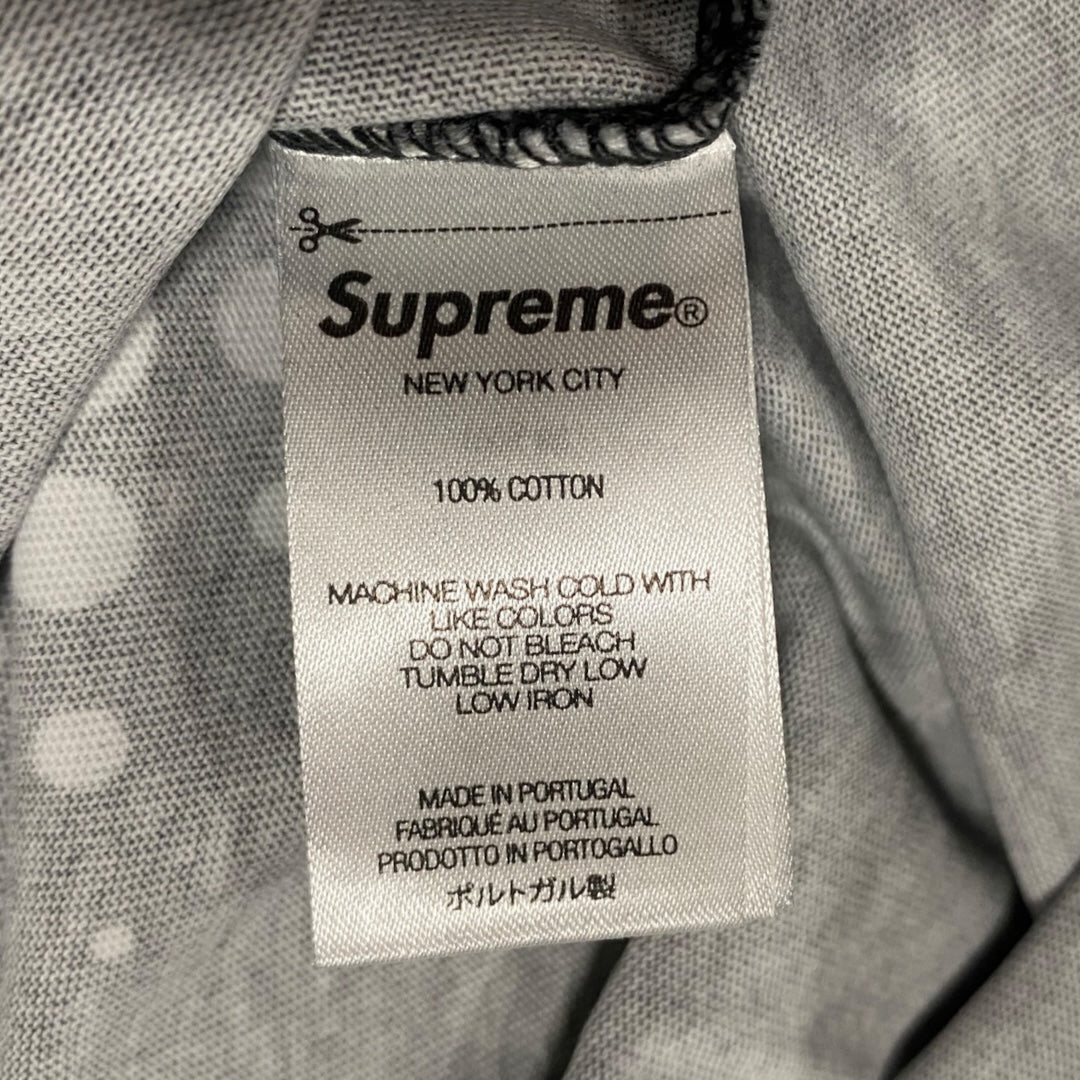 Supreme®
NEW YORK CITY
100% COTTON
MACHINE WASH COLD WITH
LIKE COLORS
DO NOT BLEACH
TUMBLE DRY LOW
LOW IRON
MADE IN PORTUGAL
FABRIQUÉ AU PORTUGAL
PRODOTTO IN PORTOGALLO
ポルトガル製